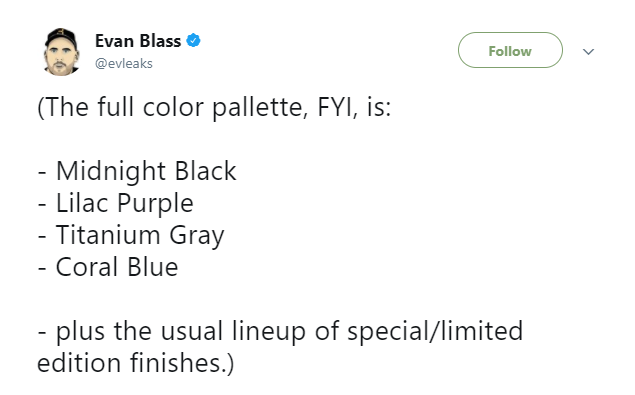 Evan Blass
@evleaks
Follow
(The full color pallette, FYI, is:
- Midnight Black
- Lilac Purple
- Titanium Gray
- Coral Blue
- plus the usual lineup of special/limited
edition finishes.)